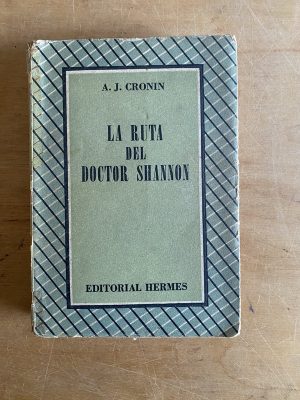 A. J. CRONIN
LA RUTA
DEL
DOCTOR SHANNON
EDITORIAL HERMES